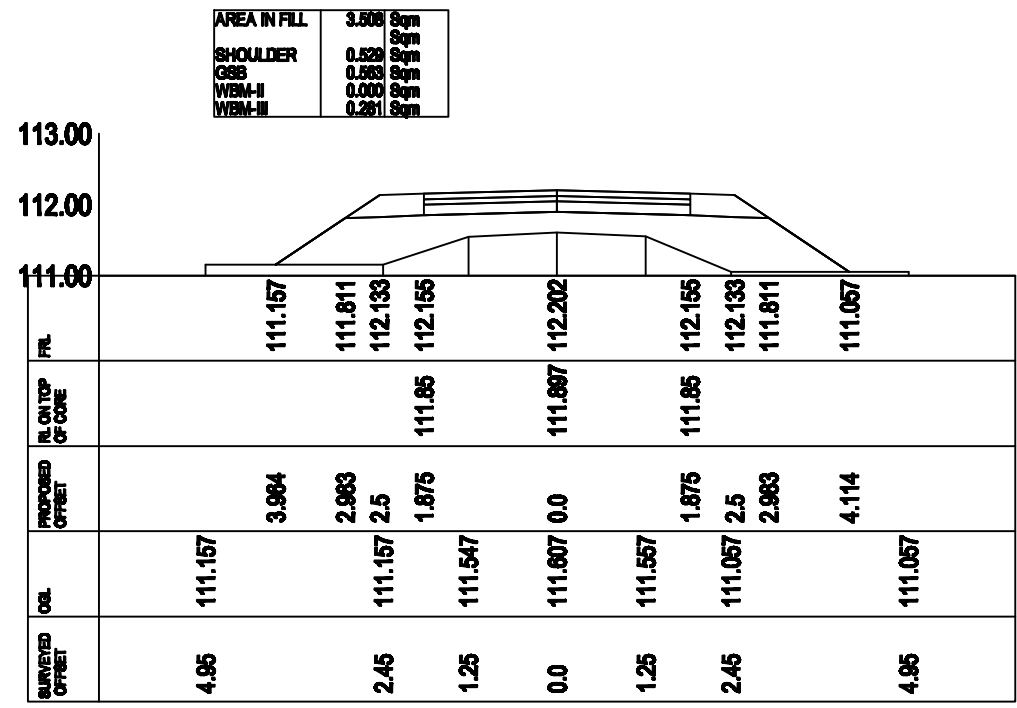 AREA IN FILL 3.508 Sqm
Sqm
SHOULDER 0.529 Sqm
GSB 0.563 Sqm
WBM-II 0.000 Sqm
WBM-III 0.281 Sqm
113.00
112.00
111.00
FRL 111.157 111.811 112.133 112.155 112.202 112.155 112.133 111.811 111.057
RL ON TOP
OF CORE 111.85 111.897 111.85
PROPOSED
OFFSET 3.964 2.983 2.5 1.875 0.0 1.875 2.5 2.983 4.114
OGL 111.157 111.157 111.547 111.607 111.557 111.057 111.057
SURVEYED
OFFSET 4.95 2.45 1.25 0.0 1.25 2.45 4.95